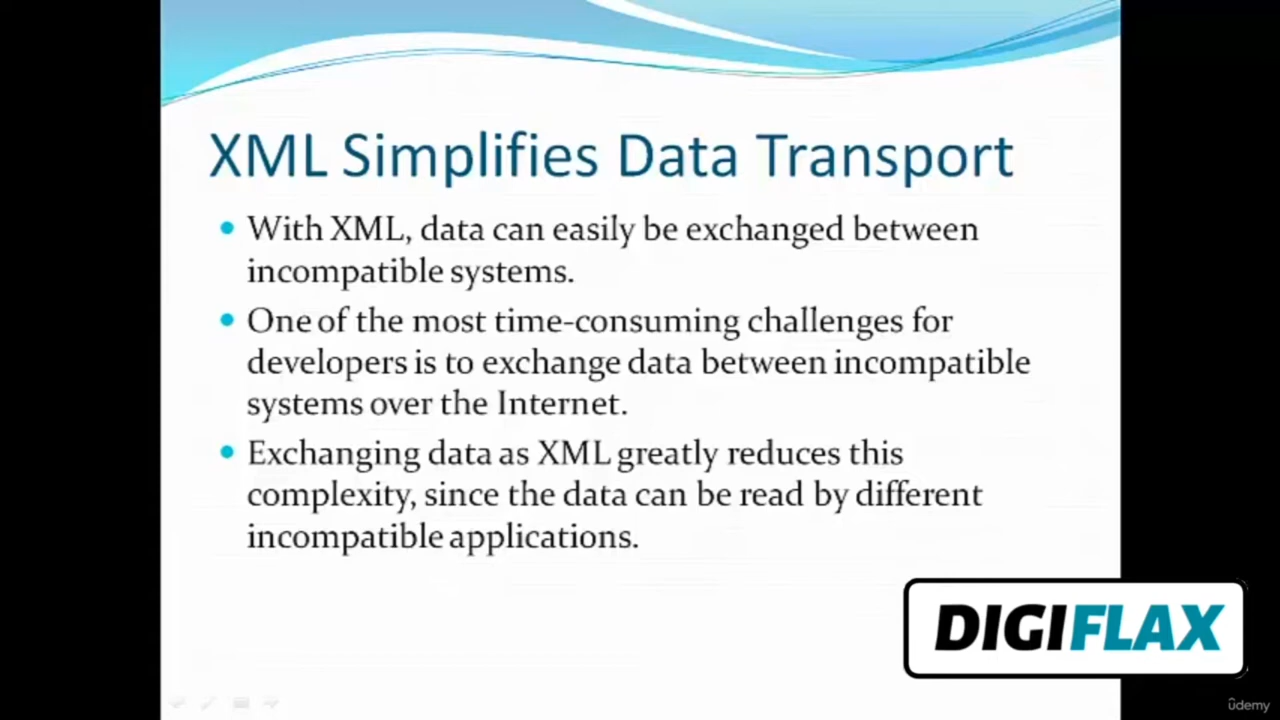 XML Simplifies Data Transport
• With XML, data can easily be exchanged between
incompatible systems.
• One of the most time-consuming challenges for
developers is to exchange data between incompatible
systems over the Internet.
• Exchanging data as XML greatly reduces this
complexity, since the data can be read by different
incompatible applications.
DIGIFLAX
ûdemy